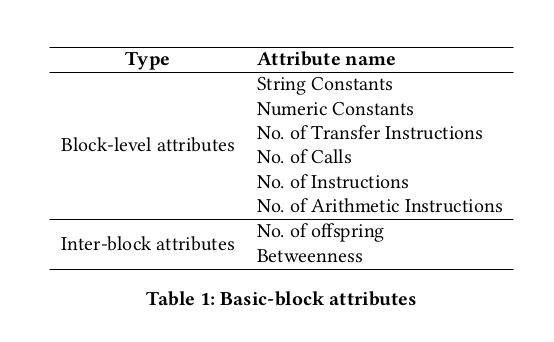 Type Attribute name
String Constants
Numeric Constants
No. of Transfer Instructions
Block-level attributes
No. of Calls
No. of Instructions
No. of Arithmetic Instructions
No. of offspring
Inter-block attributes
Betweenness
Table 1: Basic-block attributes